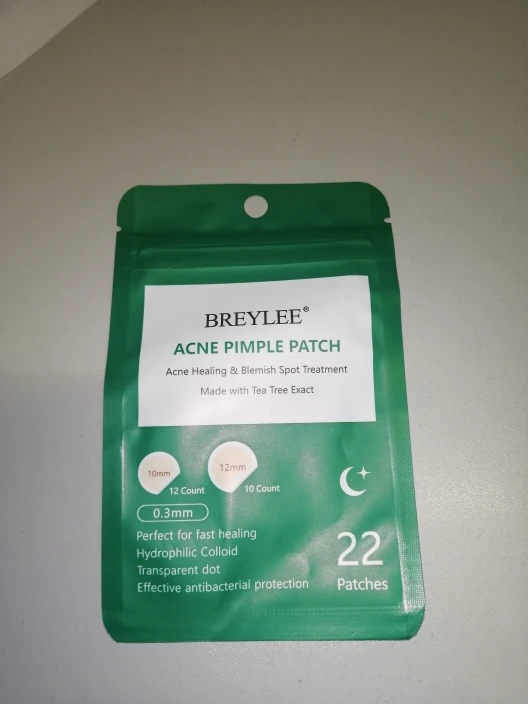 BREYLEE®
ACNE PIMPLE PATCH
Acne Healing & Blemish Spot Treatment
Made with Tea Tree Exact
10mm
12 Count
12mm
10 Count
0.3mm
Perfect for fast healing
Hydrophilic Colloid
Transparent dot
Effective antibacterial protection
22
Patches